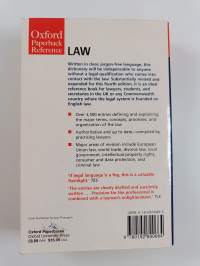 Oxford
Paperback
Reference
LAW
Written in clear, jargon-free language, this
dictionary will be indispensable to anyone
without a legal qualification who comes into
contact with the law. Substantially revised
and expanded for this Fourth edition, it is an
ideal reference book for lawyers, students, and
secretaries in the UK or any Commonwealth
country where the legal system is founded on
English law.
Over 3,500 entries defining and explaining
the major terms, concepts, processes, and
organization of the law
Authoritative and up to date—compiled by
practising lawyers
Major areas of revision include European
Union law, world trade, divorce law, local
government, intellectual property rights,
consumer and data protection, and
criminal law
'If legal language is a fog, this is a valuable
flashlight' TES
'The entries are clearly drafted and succinctly
written . . . Precision for the professional is
combined with a layman's enlightenment.' TLS
Oxford Paperbacks
Oxford University Press